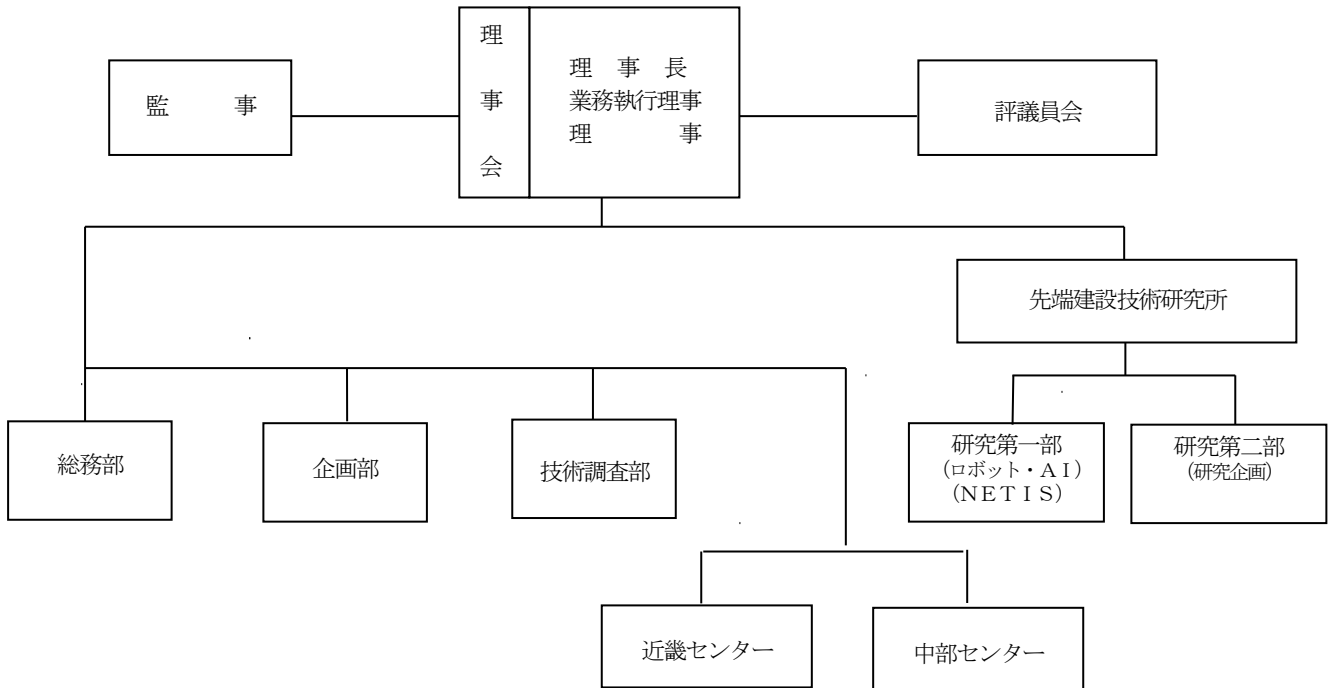 監　　　事
理事会
理　事　長
業務執行理事
理　　　　事
評議員会
先端建設技術研究所
総務部
企画部
技術調査部
研究第一部
（ロボット・ＡＩ）
（ＮＥＴＩＳ）
研究第二部
（研究企画）
近畿センター
中部センター